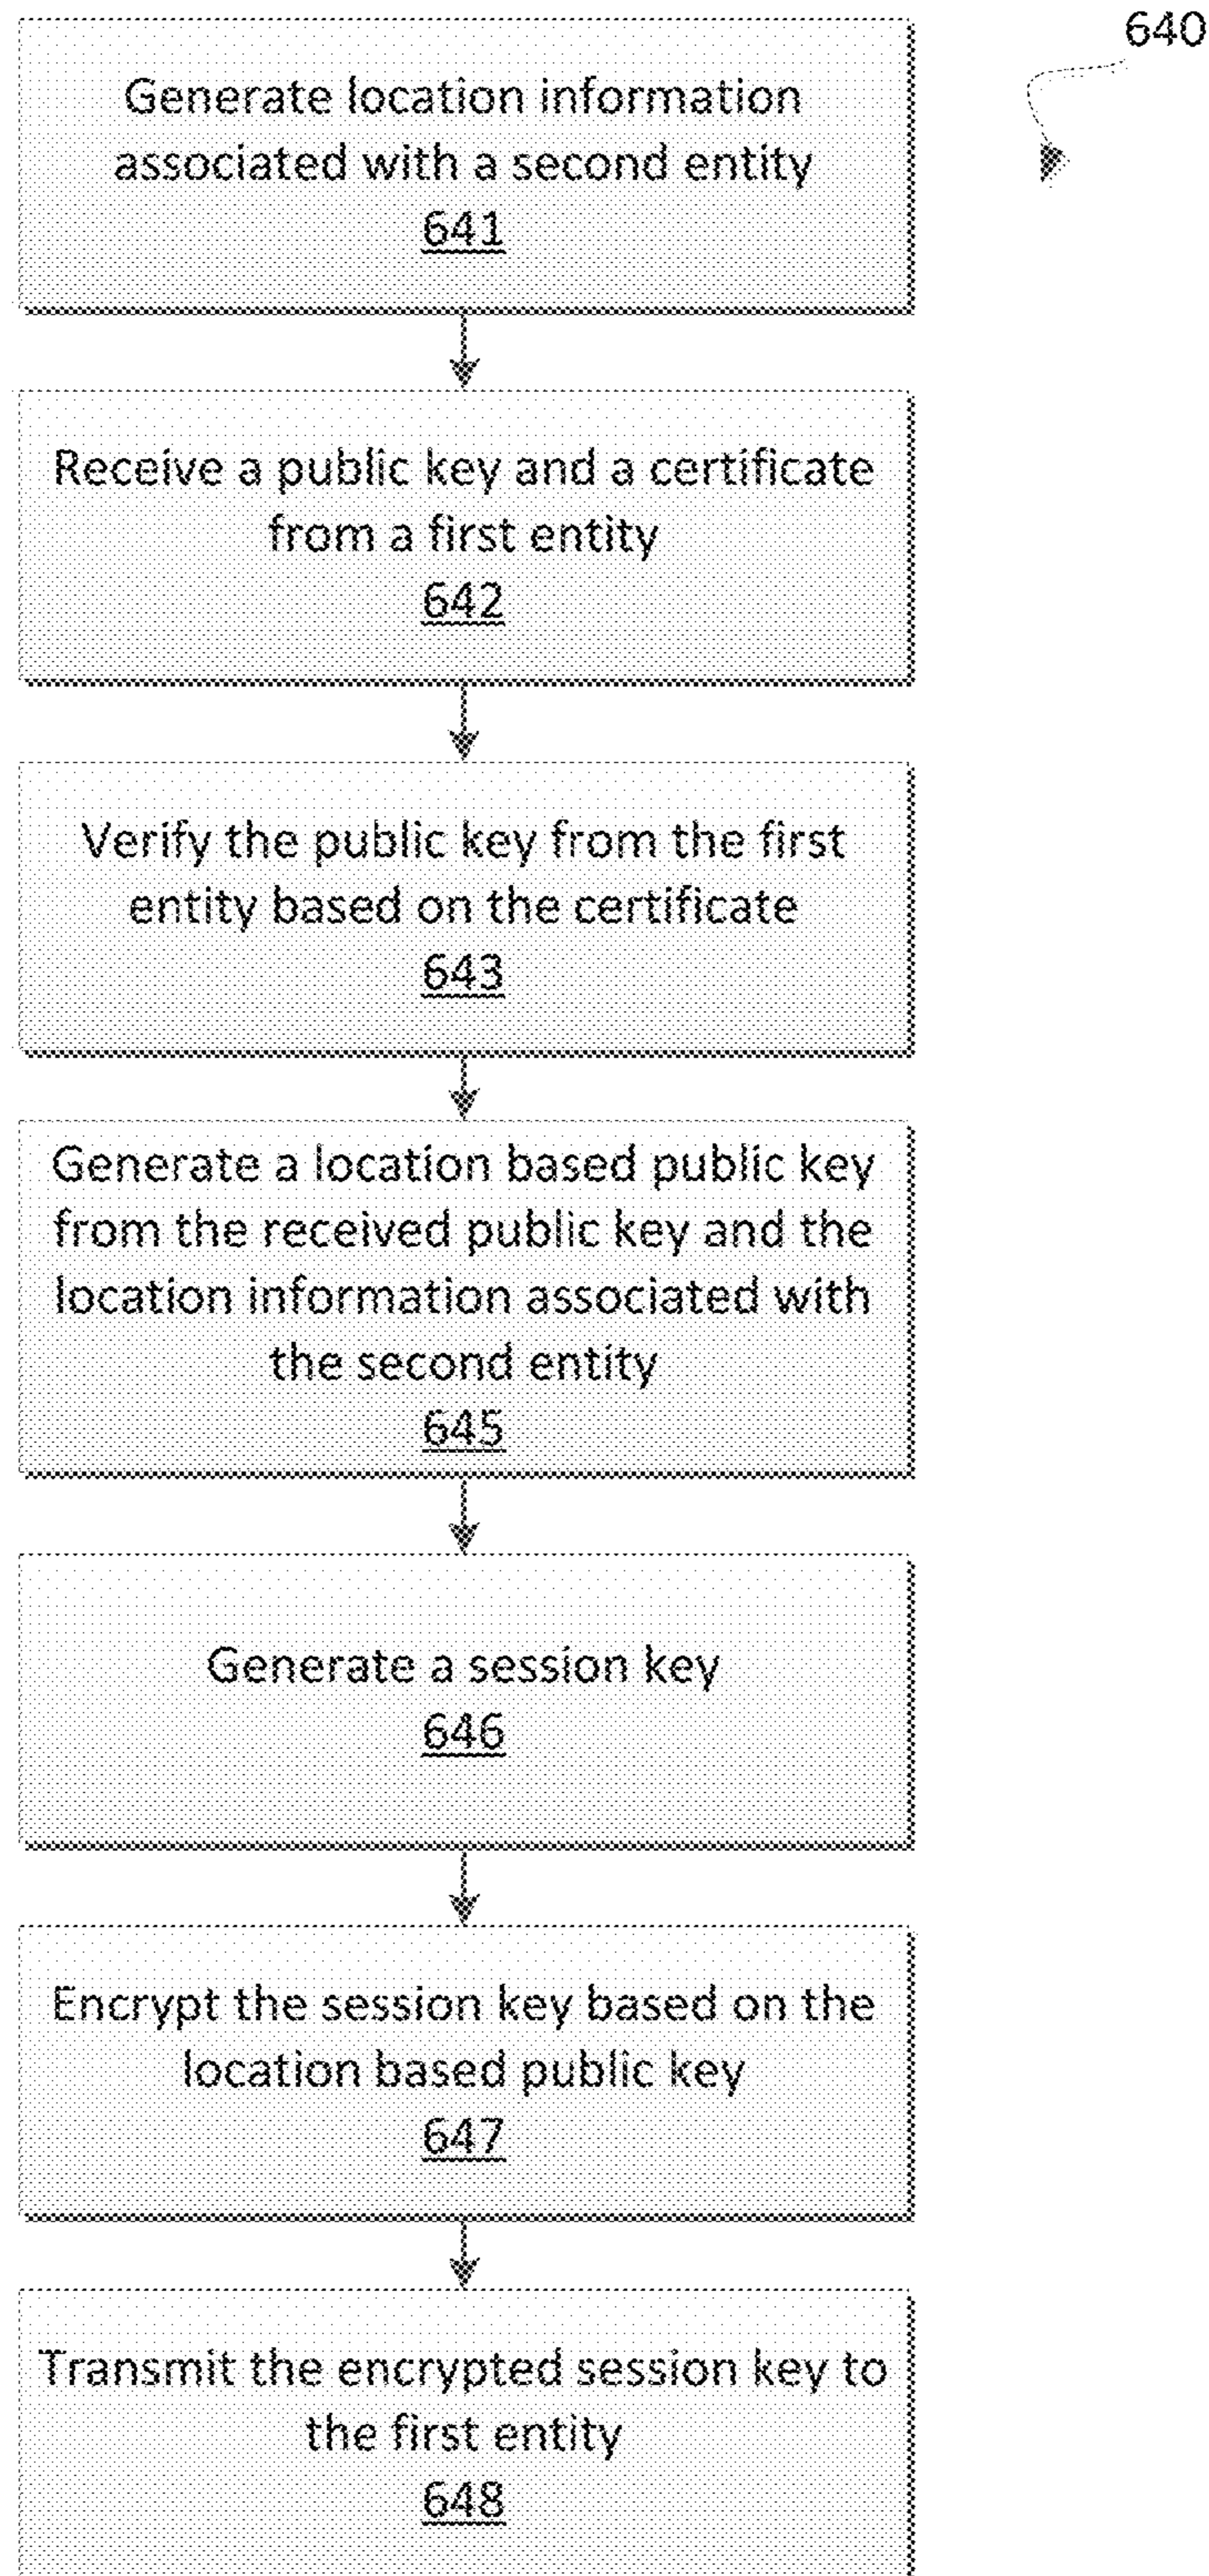 640
Generate location information
associated with a second entity
641
Receive a public key and a certificate
from a first entity
642
Verify the public key from the first
entity based on the certificate
643
Generate a location based public key
from the received public key and the
location information associated with
the second entity
645
Generate a session key
646
Encrypt the session key based on the
location based public key
647
Transmit the encrypted session key to
the first entity
648